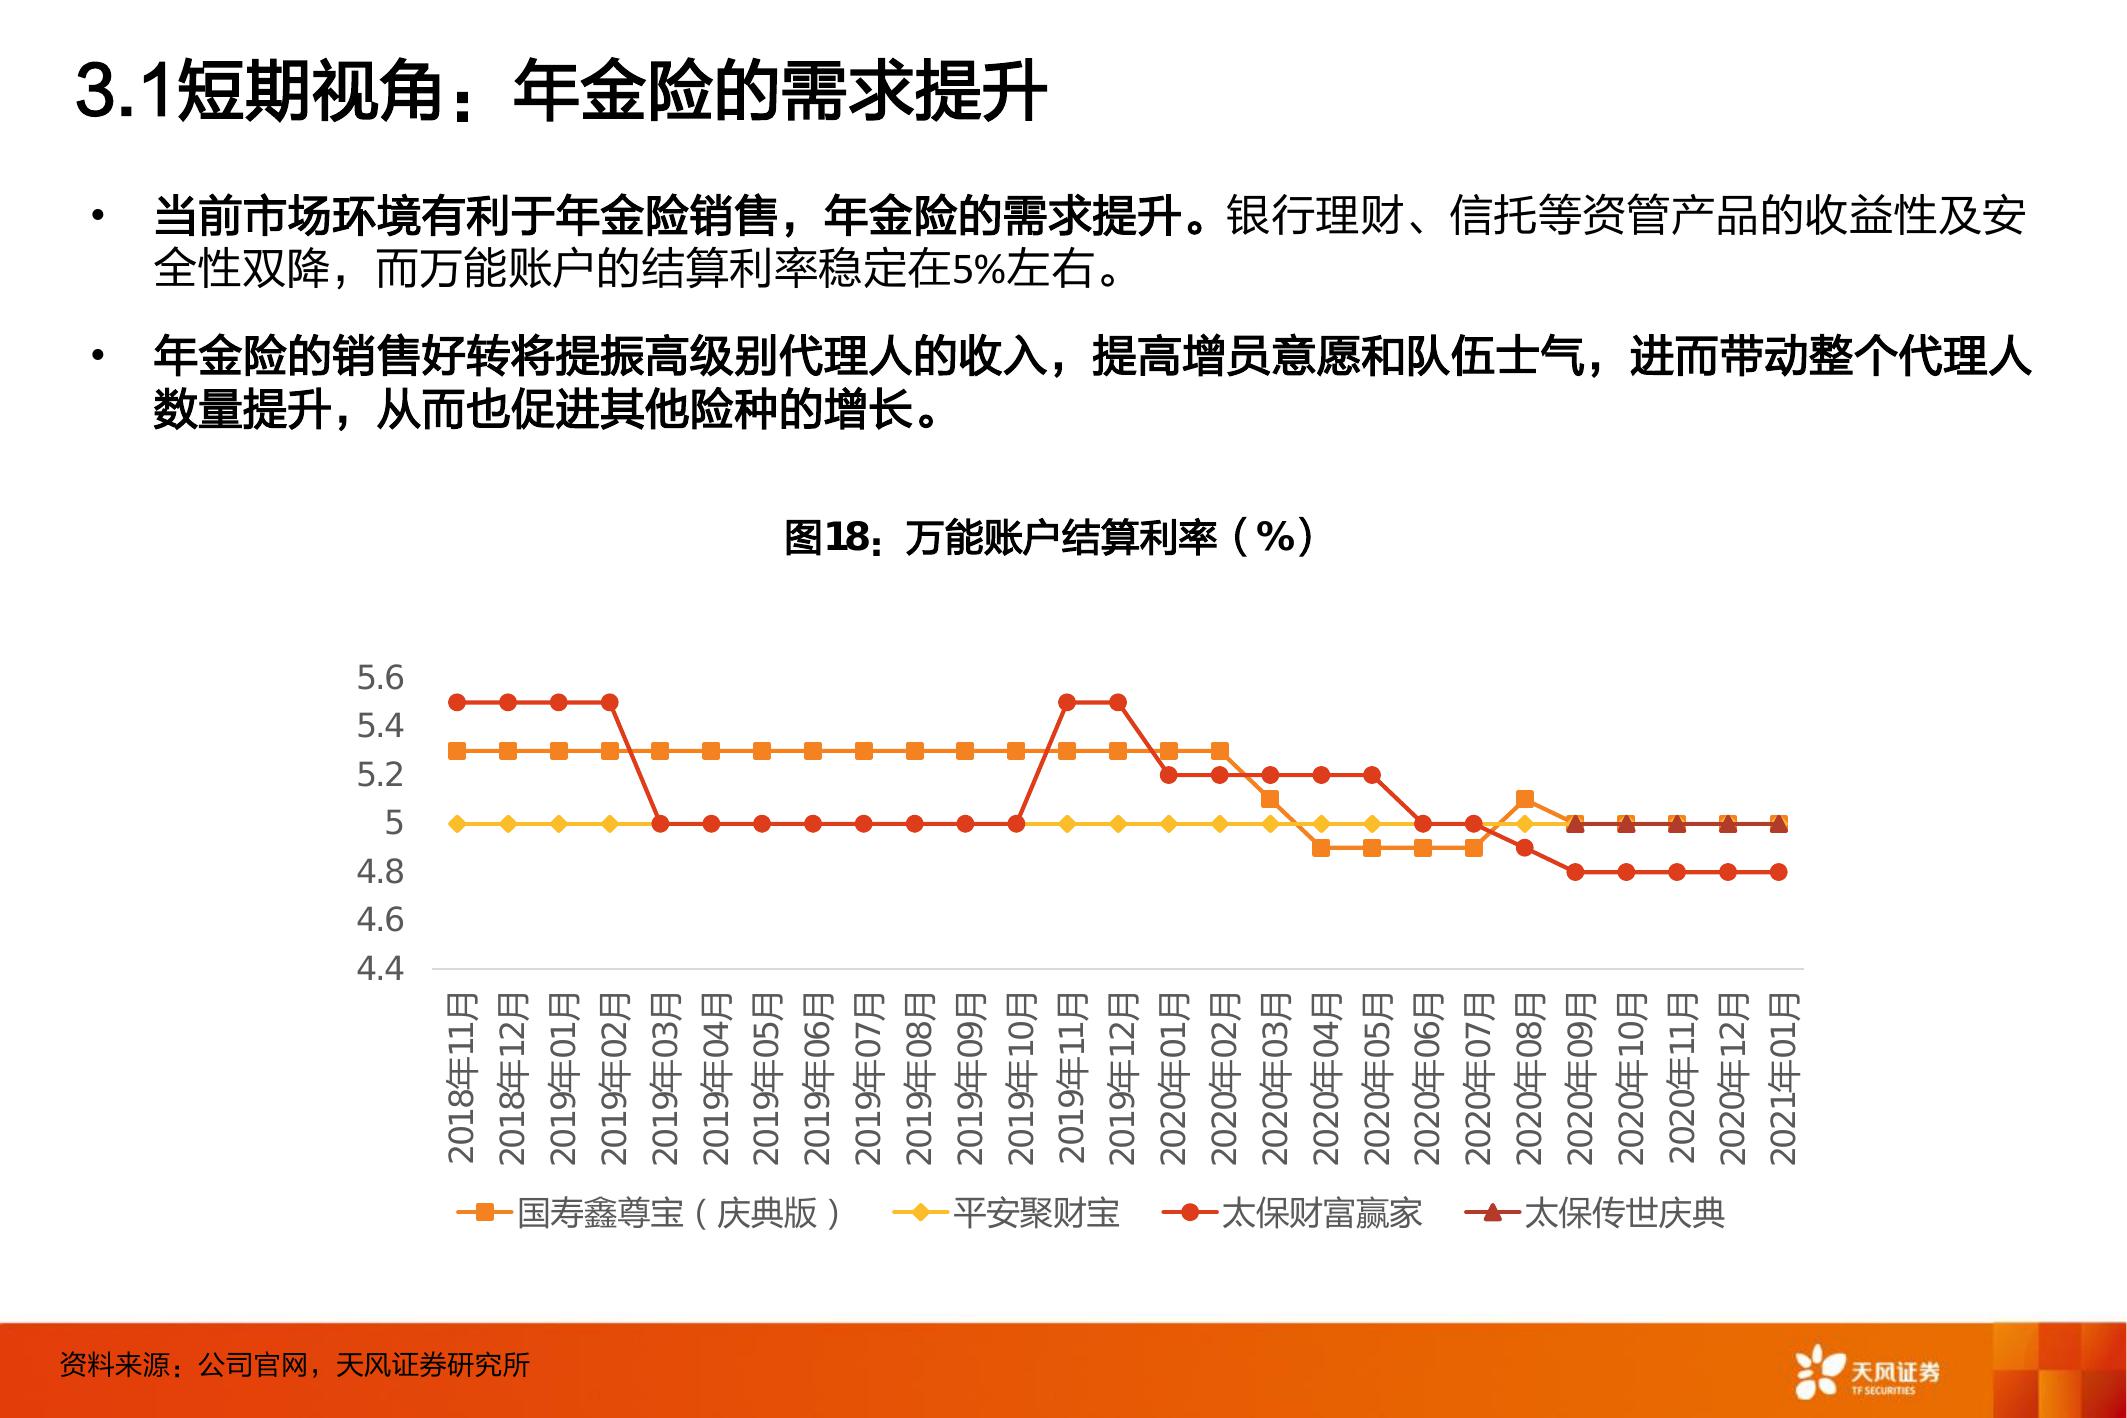 3.1短期视角：年金险的需求提升
• 当前市场环境有利于年金险销售，年金险的需求提升。银行理财、信托等资管产品的收益性及安
全性双降，而万能账户的结算利率稳定在5%左右。
• 年金险的销售好转将提振高级别代理人的收入，提高增员意愿和队伍士气，进而带动整个代理人
数量提升，从而也促进其他险种的增长。
图18：万能账户结算利率（%）
5.6
5.4
5.2
5
4.8
4.6
4.4
2018年11月
2018年12月
2019年01月
2019年02月
2019年03月
2019年04月
2019年05月
2019年06月
2019年07月
2019年08月
2019年09月
2019年10月
2019年11月
2019年12月
2020年01月
2020年02月
2020年03月
2020年04月
2020年05月
2020年06月
2020年07月
2020年08月
2020年09月
2020年10月
2020年11月
2020年12月
2021年01月
国寿鑫尊宝（庆典版） 平安聚财宝 太保财富赢家 太保传世庆典
资料来源：公司官网，天风证券研究所
天风证券
TF SECURITIES